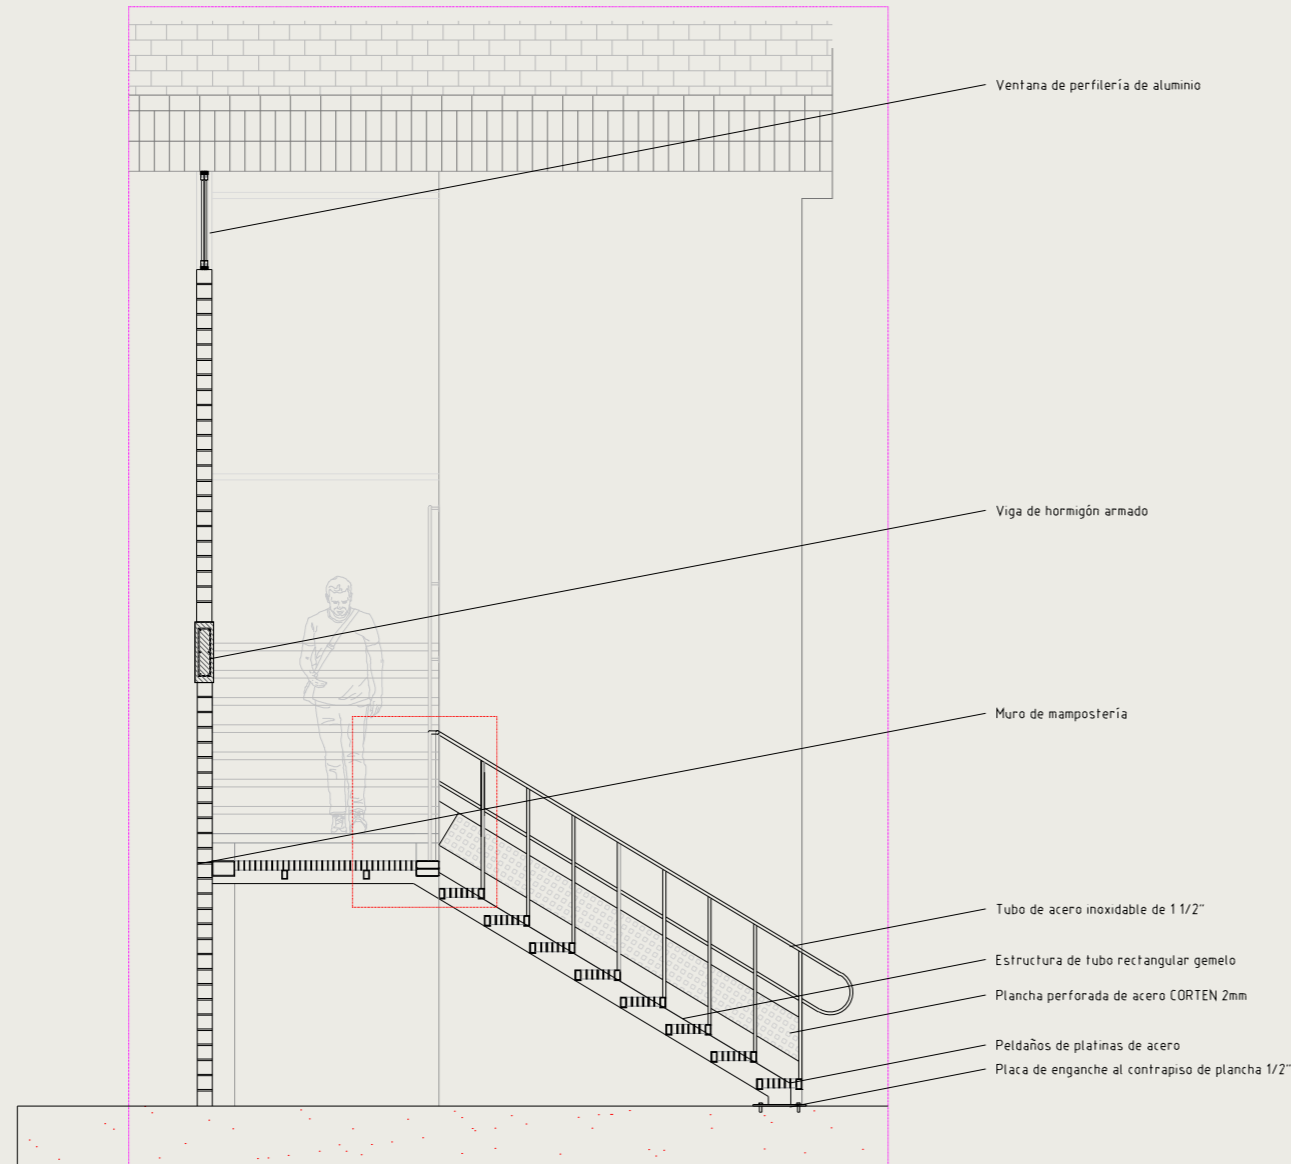 Ventana de perfilería de aluminio
Viga de hormigón armado
Muro de mampostería
Tubo de acero inoxidable de 1 1/2"
Estructura de tubo rectangular gemelo
Plancha perforada de acero CORTEN 2mm
Peldaños de platinas de acero
Placa de enganche al contrapiso de plancha 1/2"